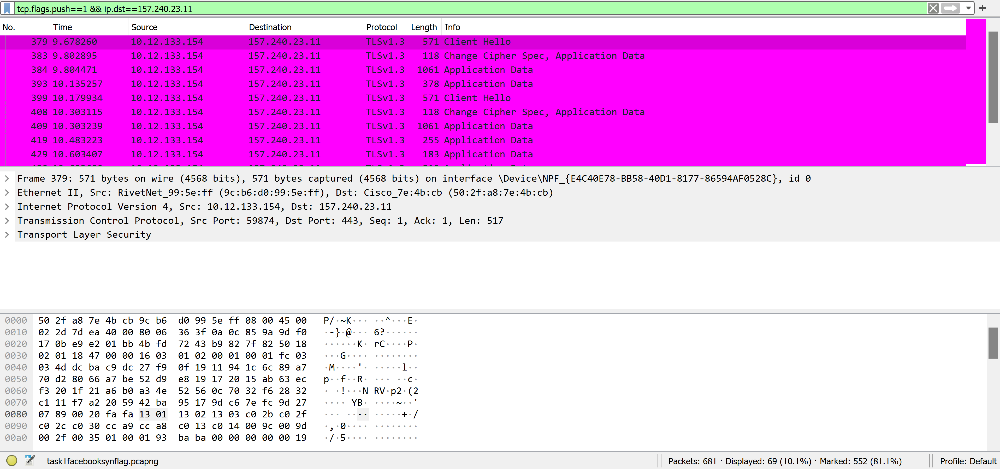 tcp.flags.push==1 && ip.dst==157.240.23.11
No. Time Source Destination Protocol Length Info
379 9.678260 10.12.133.154 157.240.23.11 TLSv1.3 571 Client Hello
383 9.802895 10.12.133.154 157.240.23.11 TLSv1.3 118 Change Cipher Spec, Application Data
384 9.804471 10.12.133.154 157.240.23.11 TLSv1.3 1061 Application Data
393 10.135257 10.12.133.154 157.240.23.11 TLSv1.3 378 Application Data
399 10.179934 10.12.133.154 157.240.23.11 TLSv1.3 571 Client Hello
408 10.303115 10.12.133.154 157.240.23.11 TLSv1.3 118 Change Cipher Spec, Application Data
409 10.303239 10.12.133.154 157.240.23.11 TLSv1.3 1061 Application Data
419 10.483223 10.12.133.154 157.240.23.11 TLSv1.3 255 Application Data
429 10.603407 10.12.133.154 157.240.23.11 TLSv1.3 183 Application Data
Frame 379: 571 bytes on wire (4568 bits), 571 bytes captured (4568 bits) on interface \Device\NPF_{E4C40E78-BB58-40D1-8177-86594AF0528C}, id 0
Ethernet II, Src: RivetNet_99:5e:ff (9c:b6:d0:99:5e:ff), Dst: Cisco_7e:4b:cb (50:2f:a8:7e:4b:cb)
Internet Protocol Version 4, Src: 10.12.133.154, Dst: 157.240.23.11
Transmission Control Protocol, Src Port: 59874, Dst Port: 443, Seq: 1, Ack: 1, Len: 517
Transport Layer Security
0000 50 2f a8 7e 4b cb 9c b6 d0 99 5e ff 08 00 45 00 P/·~K··· ··^···E·
0010 02 2d 7d ea 40 00 80 06 36 3f 0a 0c 85 9a 9d f0 ·-}·@··· 6?······
0020 17 0b e9 e2 01 bb 4b fd 72 43 b9 82 7f 82 50 18 ······K· rC····P·
0030 02 01 18 47 00 00 16 03 01 02 00 01 00 01 fc 03 ···G···· ········
0040 03 4d dc ba c9 dc 27 f9 0f 19 11 94 1c 6c 89 a7 ·M····'· ·····l··
0050 70 d2 80 66 a7 be 52 d9 e8 19 17 20 15 ab 63 ec p··f··R· ··· ··c·
0060 f3 20 1f 21 a6 b0 a3 4e 52 56 0c 70 32 f6 28 32 · ·!···N RV·p2·(2
0070 c1 11 f7 a2 20 59 42 ba 95 17 9d c6 7e fc 9d 27 ···· YB· ····~··'
0080 07 89 00 20 fa fa 13 01 13 02 13 03 c0 2b c0 2f ··· ···· ·····+·/
0090 c0 2c c0 30 cc a9 cc a8 c0 13 c0 14 00 9c 00 9d ·,·0···· ········
00a0 00 2f 00 35 01 00 01 93 ba ba 00 00 00 00 00 19 ·/·5···· ········
task1facebooksynflag.pcapng Packets: 681 · Displayed: 69 (10.1%) · Marked: 552 (81.1%) Profile: Default